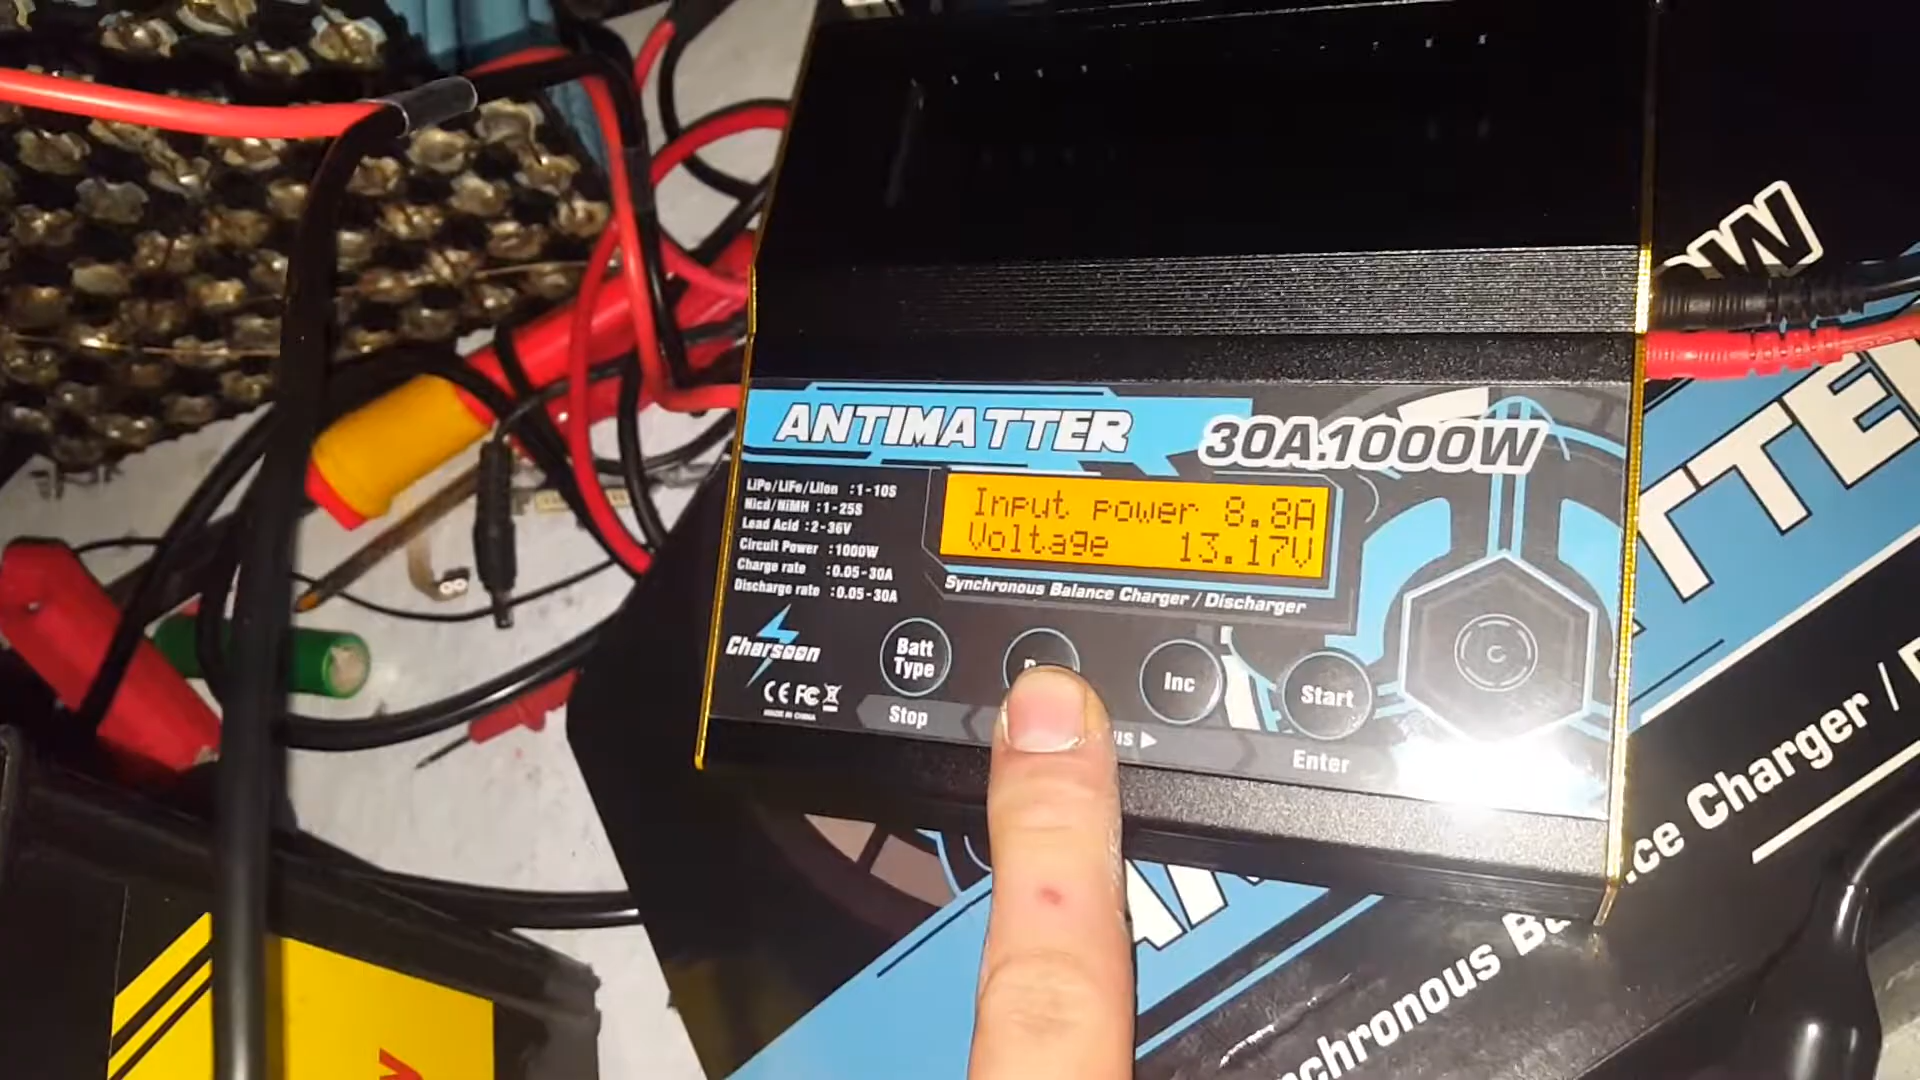 ANTIMATTER
30A.1000W
LiPo/LiFe/LiIon :1-10S
Nicd/NiMH :1-25S
Lead Acid :2-36V
Circuit Power :1000W
Charge rate :0.05-30A
Discharge rate :0.05-30A
Input power 8.8A
Voltage 13.17V
Synchronous Balance Charger / Discharger
Charsoon
CE FC
MADE IN CHINA
Batt
Type
Inc
Start
Stop
Enter
Charger /